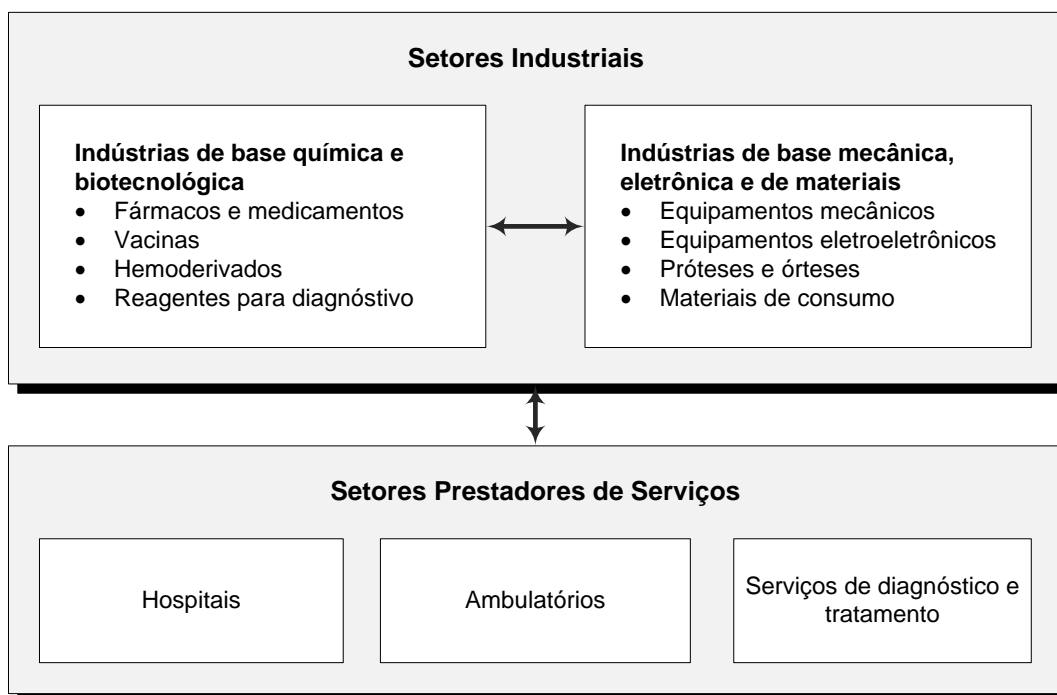 Setores Industriais
Indústrias de base química e
biotecnológica
• Fármacos e medicamentos
• Vacinas
• Hemoderivados
• Reagentes para diagnóstivo
Indústrias de base mecânica,
eletrônica e de materiais
• Equipamentos mecânicos
• Equipamentos eletroeletrônicos
• Próteses e órteses
• Materiais de consumo
Setores Prestadores de Serviços
Hospitais
Ambulatórios
Serviços de diagnóstico e
tratamento